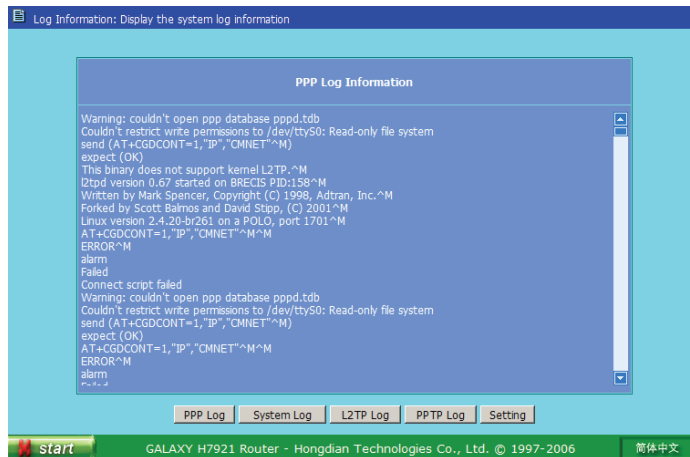 Log Information: Display the system log information
PPP Log Information
Warning: couldn't open ppp database pppd.tdb
Couldn't restrict write permissions to /dev/ttyS0: Read-only file system
send (AT+CGDCONT=1,"IP","CMNET"^M)
expect (OK)
This binary does not support kernel L2TP.^M
l2tpd version 0.67 started on BRECIS PID:158^M
Written by Mark Spencer, Copyright (C) 1998, Adtran, Inc.^M
Forked by Scott Balmos and David Stipp, (C) 2001^M
Linux version 2.4.20-br261 on a POLO, port 1701^M
AT+CGDCONT=1,"IP","CMNET"^M^M
ERROR^M
alarm
Failed
Connect script failed
Warning: couldn't open ppp database pppd.tdb
Couldn't restrict write permissions to /dev/ttyS0: Read-only file system
send (AT+CGDCONT=1,"IP","CMNET"^M)
expect (OK)
AT+CGDCONT=1,"IP","CMNET"^M^M
ERROR^M
alarm
Failed
PPP Log System Log L2TP Log PPTP Log Setting
start GALAXY H7921 Router - Hongdian Technologies Co., Ltd. © 1997-2006 简体中文